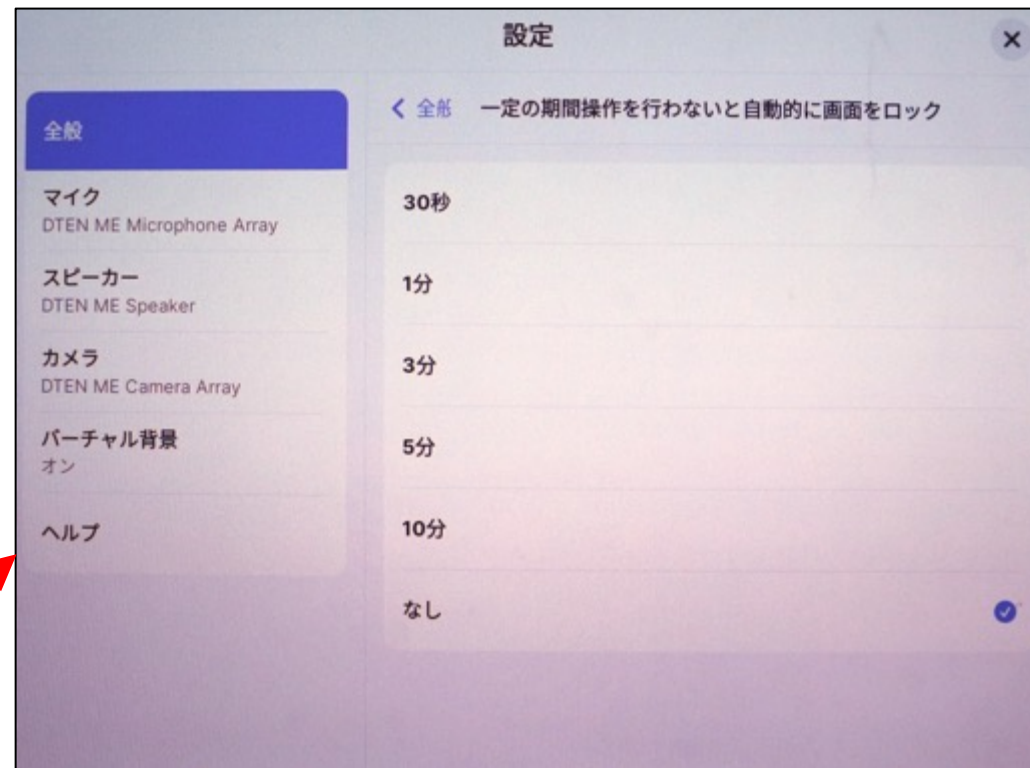 設定
全般
マイク
DTEN ME Microphone Array
スピーカー
DTEN ME Speaker
カメラ
DTEN ME Camera Array
バーチャル背景
オン
ヘルプ
全般 一定の期間操作を行わないと自動的に画面をロック
30秒
1分
3分
5分
10分
なし